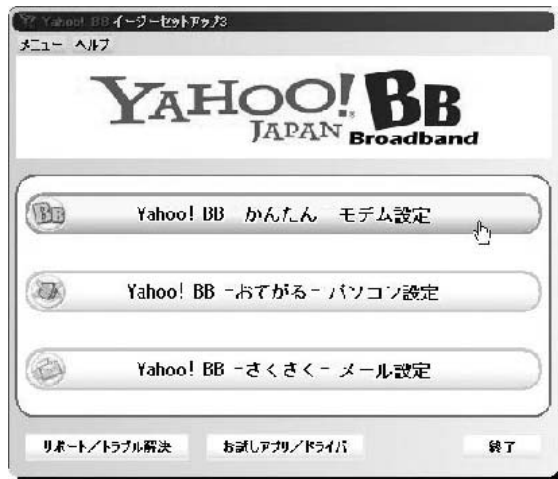 Yahoo! BB イージーセットアップ3
メニュー ヘルプ
YAHOO! BB
JAPAN Broadband
BB Yahoo! BB かんたん モデム設定
Yahoo! BB -おてがる- パソコン設定
Yahoo! BB -さくさく- メール設定
リポート/トラブル解決 お試しアプリ/ドライバ 終了